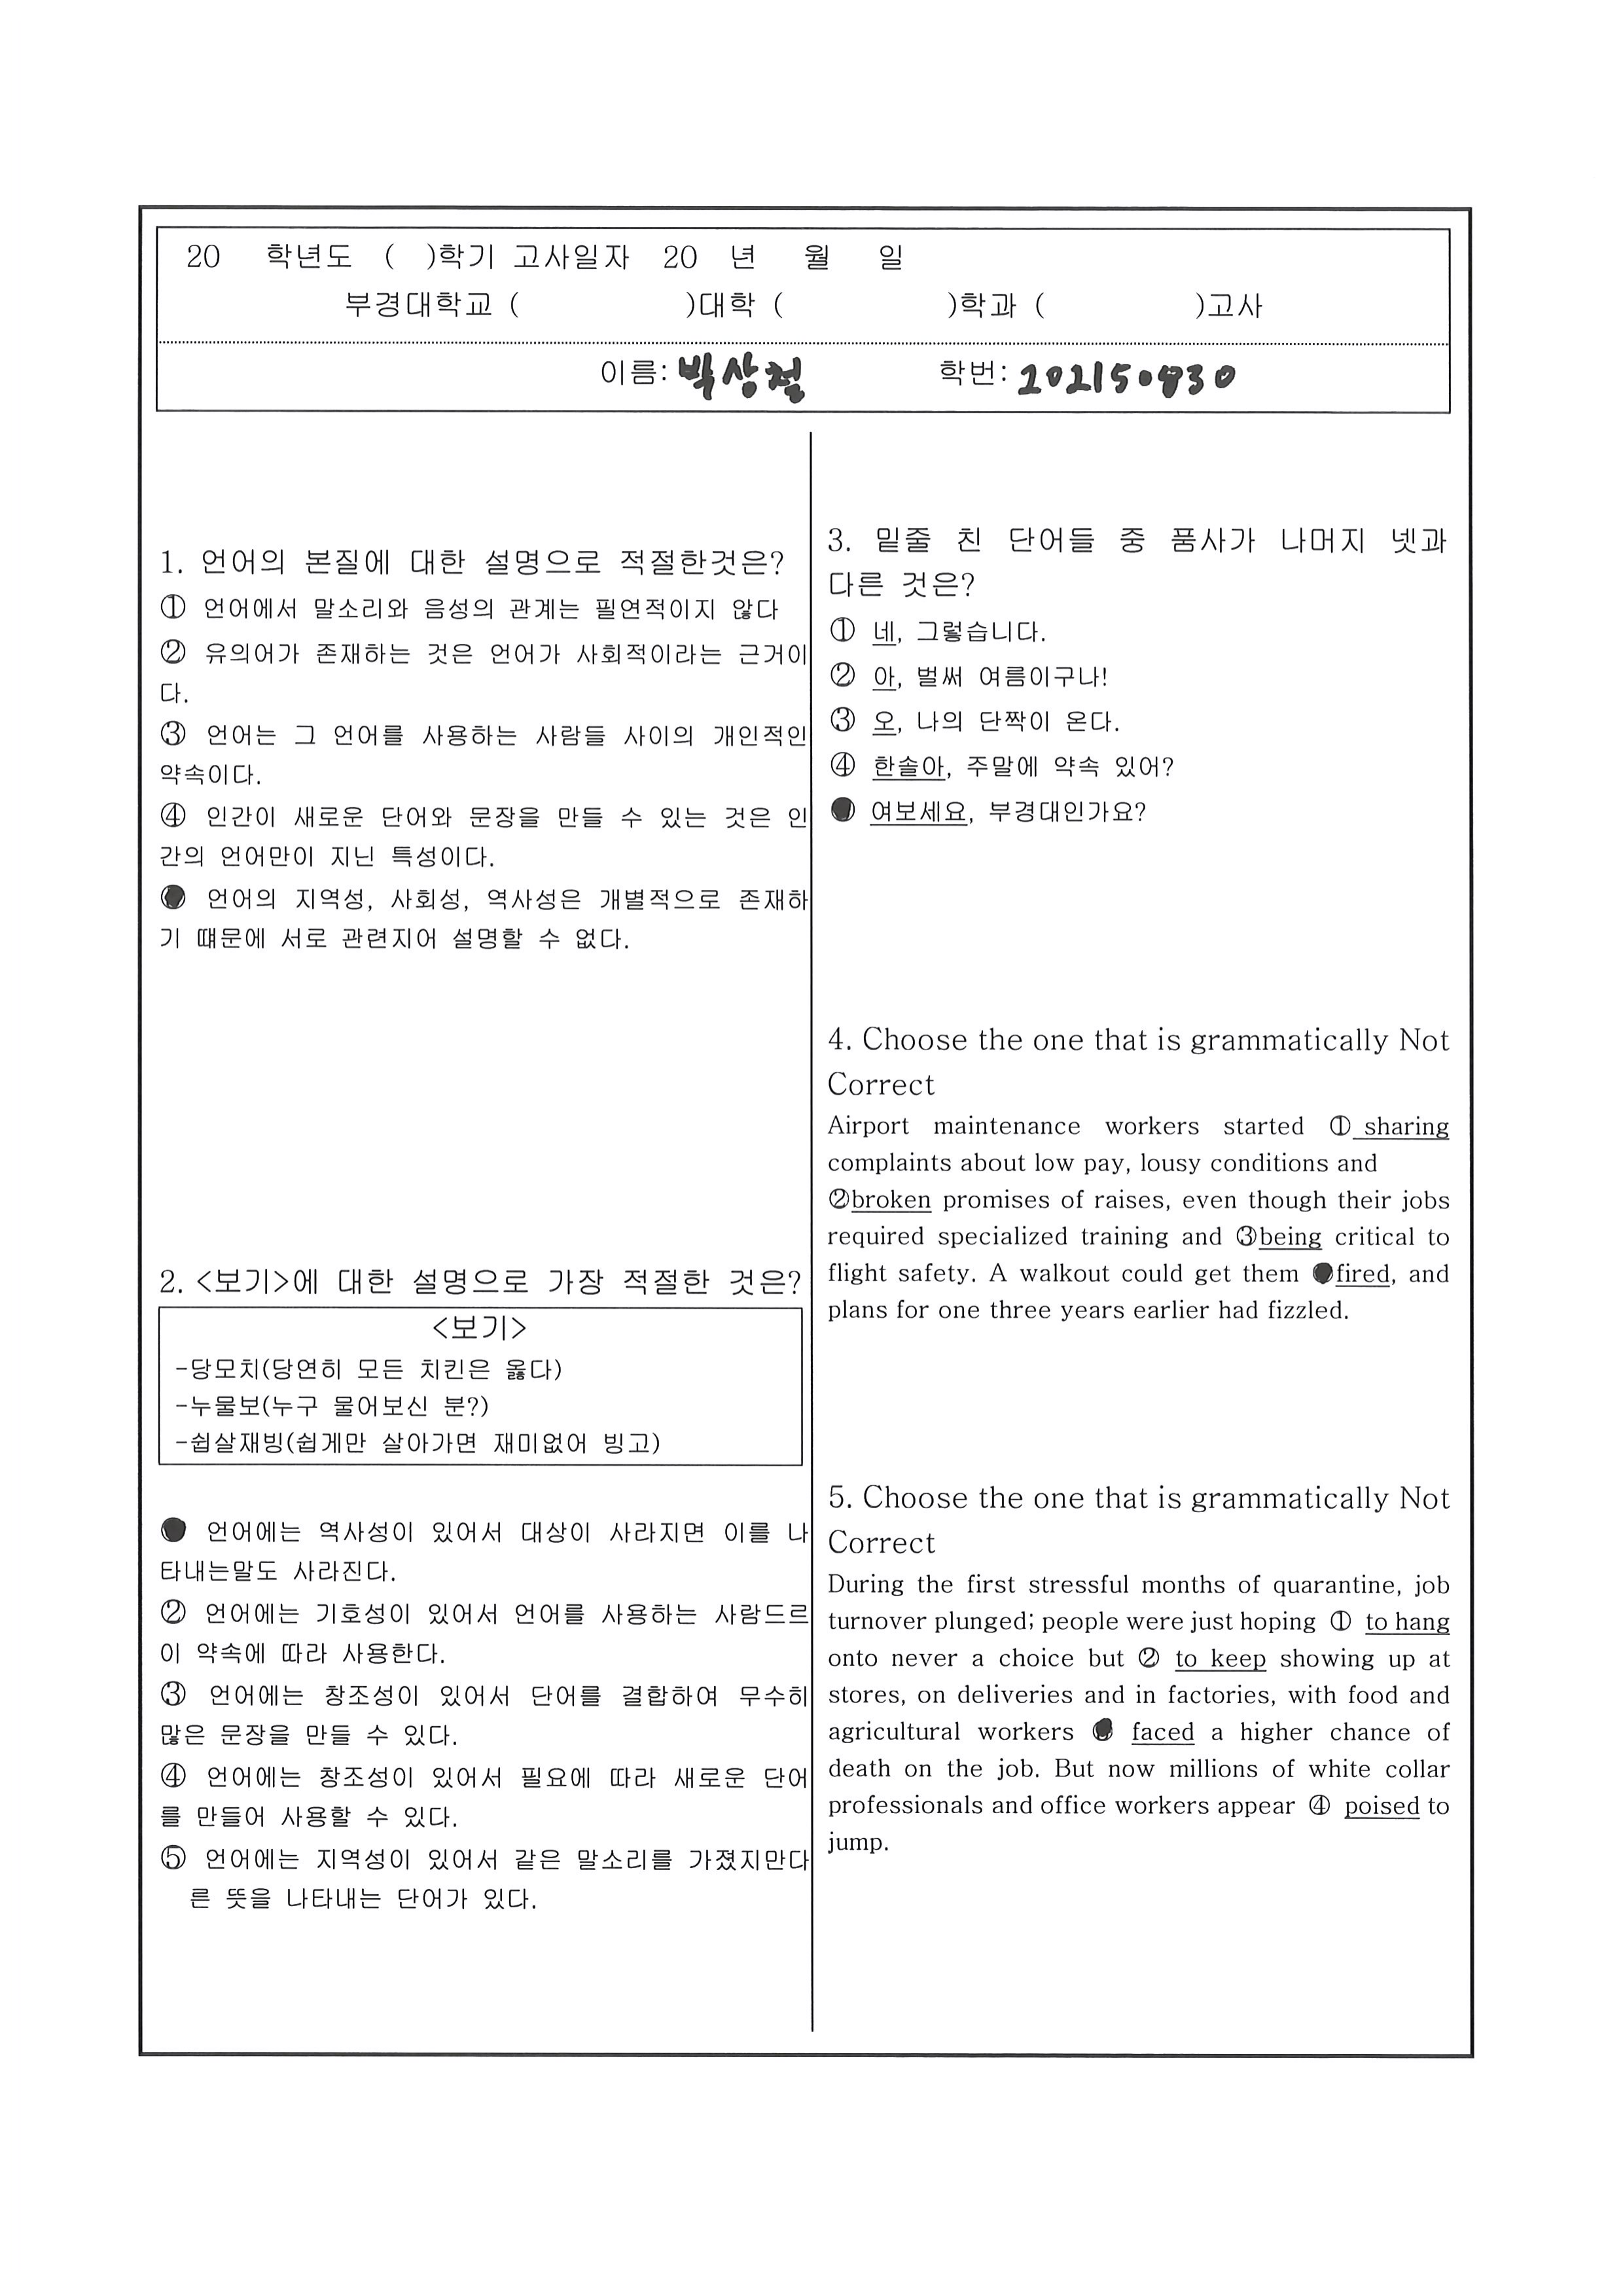 20 학년도 ( )학기 고사일자 20 년 월 일
부경대학교 ( )대학 ( )학과 ( )고사
이름: 박상철 학번: 202150830
1. 언어의 본질에 대한 설명으로 적절한것은?
① 언어에서 말소리와 음성의 관계는 필연적이지 않다
② 유의어가 존재하는 것은 언어가 사회적이라는 근거이
다.
③ 언어는 그 언어를 사용하는 사람들 사이의 개인적인
약속이다.
④ 인간이 새로운 단어와 문장을 만들 수 있는 것은 인
간의 언어만이 지닌 특성이다.
● 언어의 지역성, 사회성, 역사성은 개별적으로 존재하
기 떄문에 서로 관련지어 설명할 수 없다.
2. <보기>에 대한 설명으로 가장 적절한 것은?
<보기>
-당모치(당연히 모든 치킨은 옳다)
-누물보(누구 물어보신 분?)
-쉽살재빙(쉽게만 살아가면 재미없어 빙고)
● 언어에는 역사성이 있어서 대상이 사라지면 이를 나
타내는말도 사라진다.
② 언어에는 기호성이 있어서 언어를 사용하는 사람드르
이 약속에 따라 사용한다.
③ 언어에는 창조성이 있어서 단어를 결합하여 무수히
많은 문장을 만들 수 있다.
④ 언어에는 창조성이 있어서 필요에 따라 새로운 단어
를 만들어 사용할 수 있다.
⑤ 언어에는 지역성이 있어서 같은 말소리를 가졌지만다
른 뜻을 나타내는 단어가 있다.
3. 밑줄 친 단어들 중 품사가 나머지 넷과
다른 것은?
① 네, 그렇습니다.
② 아, 벌써 여름이구나!
③ 오, 나의 단짝이 온다.
④ 한솔아, 주말에 약속 있어?
● 여보세요, 부경대인가요?
4. Choose the one that is grammatically Not
Correct
Airport maintenance workers started ① sharing
complaints about low pay, lousy conditions and
②broken promises of raises, even though their jobs
required specialized training and ③being critical to
flight safety. A walkout could get them ●fired, and
plans for one three years earlier had fizzled.
5. Choose the one that is grammatically Not
Correct
During the first stressful months of quarantine, job
turnover plunged; people were just hoping ① to hang
onto never a choice but ② to keep showing up at
stores, on deliveries and in factories, with food and
agricultural workers ● faced a higher chance of
death on the job. But now millions of white collar
professionals and office workers appear ④ poised to
jump.